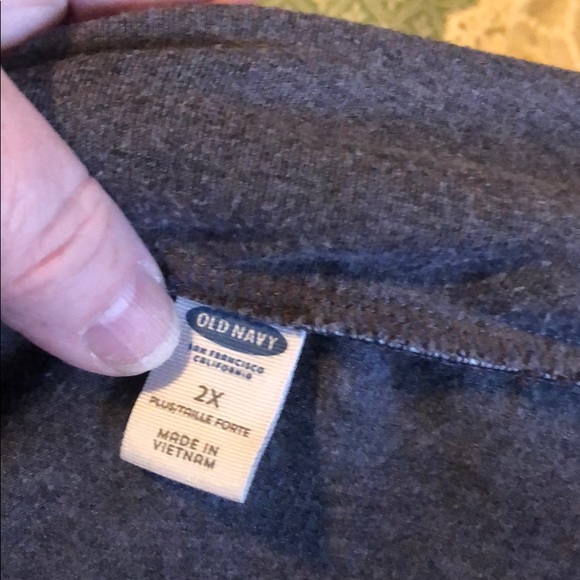 OLD NAVY
SAN FRANCISCO
CALIFORNIA
2X
PLUS/TAILLE FORTE
MADE IN
VIETNAM